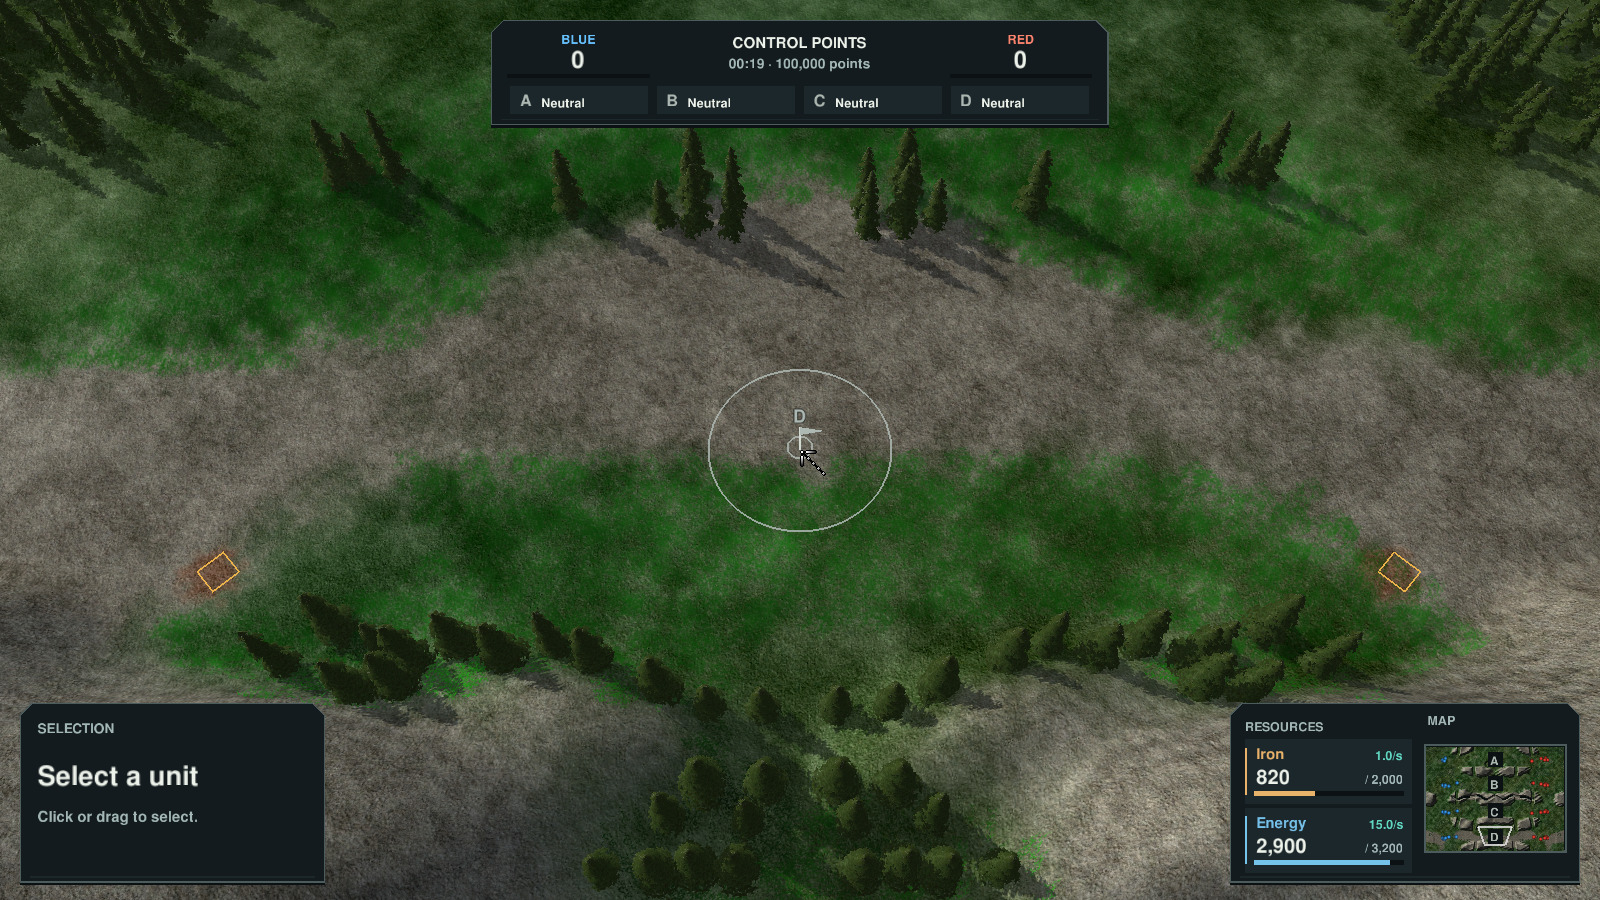 BLUE
0
CONTROL POINTS
00:19 · 100,000 points
RED
0
A Neutral
B Neutral
C Neutral
D Neutral
D
SELECTION
Select a unit
Click or drag to select.
RESOURCES
Iron 1.0/s
820 / 2,000
Energy 15.0/s
2,900 / 3,200
MAP
A
B
C
D